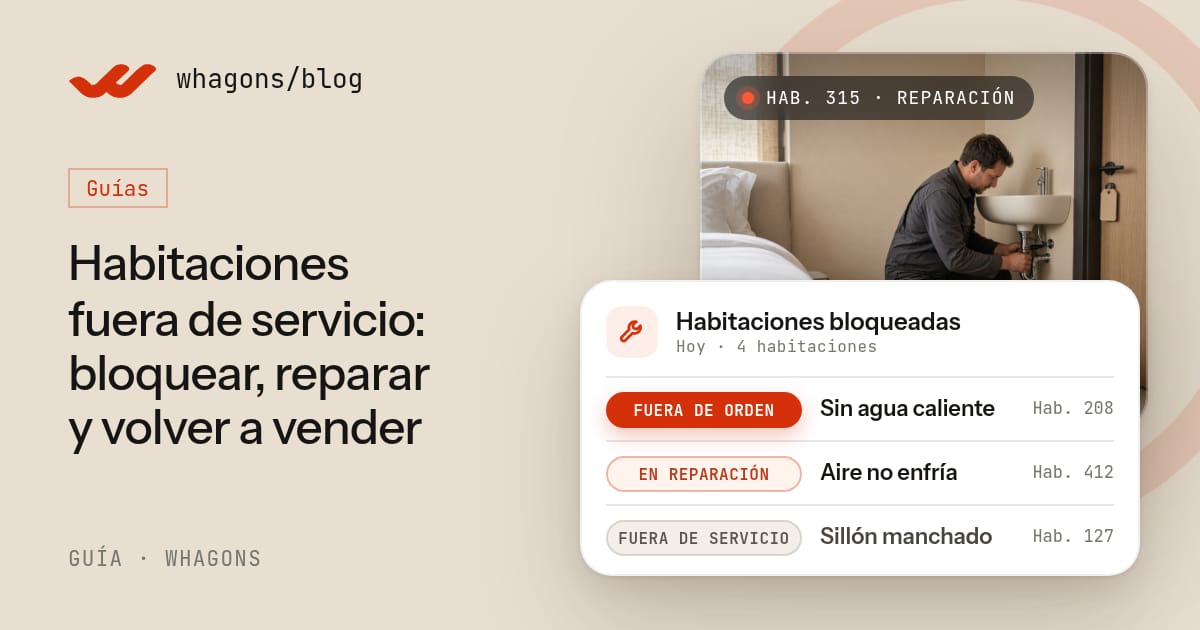 whagons/blog
Guías
Habitaciones
fuera de servicio:
bloquear, reparar
y volver a vender
GUÍA · WHAGONS
HAB. 315 · REPARACIÓN
Habitaciones bloqueadas
Hoy · 4 habitaciones
FUERA DE ORDEN Sin agua caliente Hab. 208
EN REPARACIÓN Aire no enfría Hab. 412
FUERA DE SERVICIO Sillón manchado Hab. 127